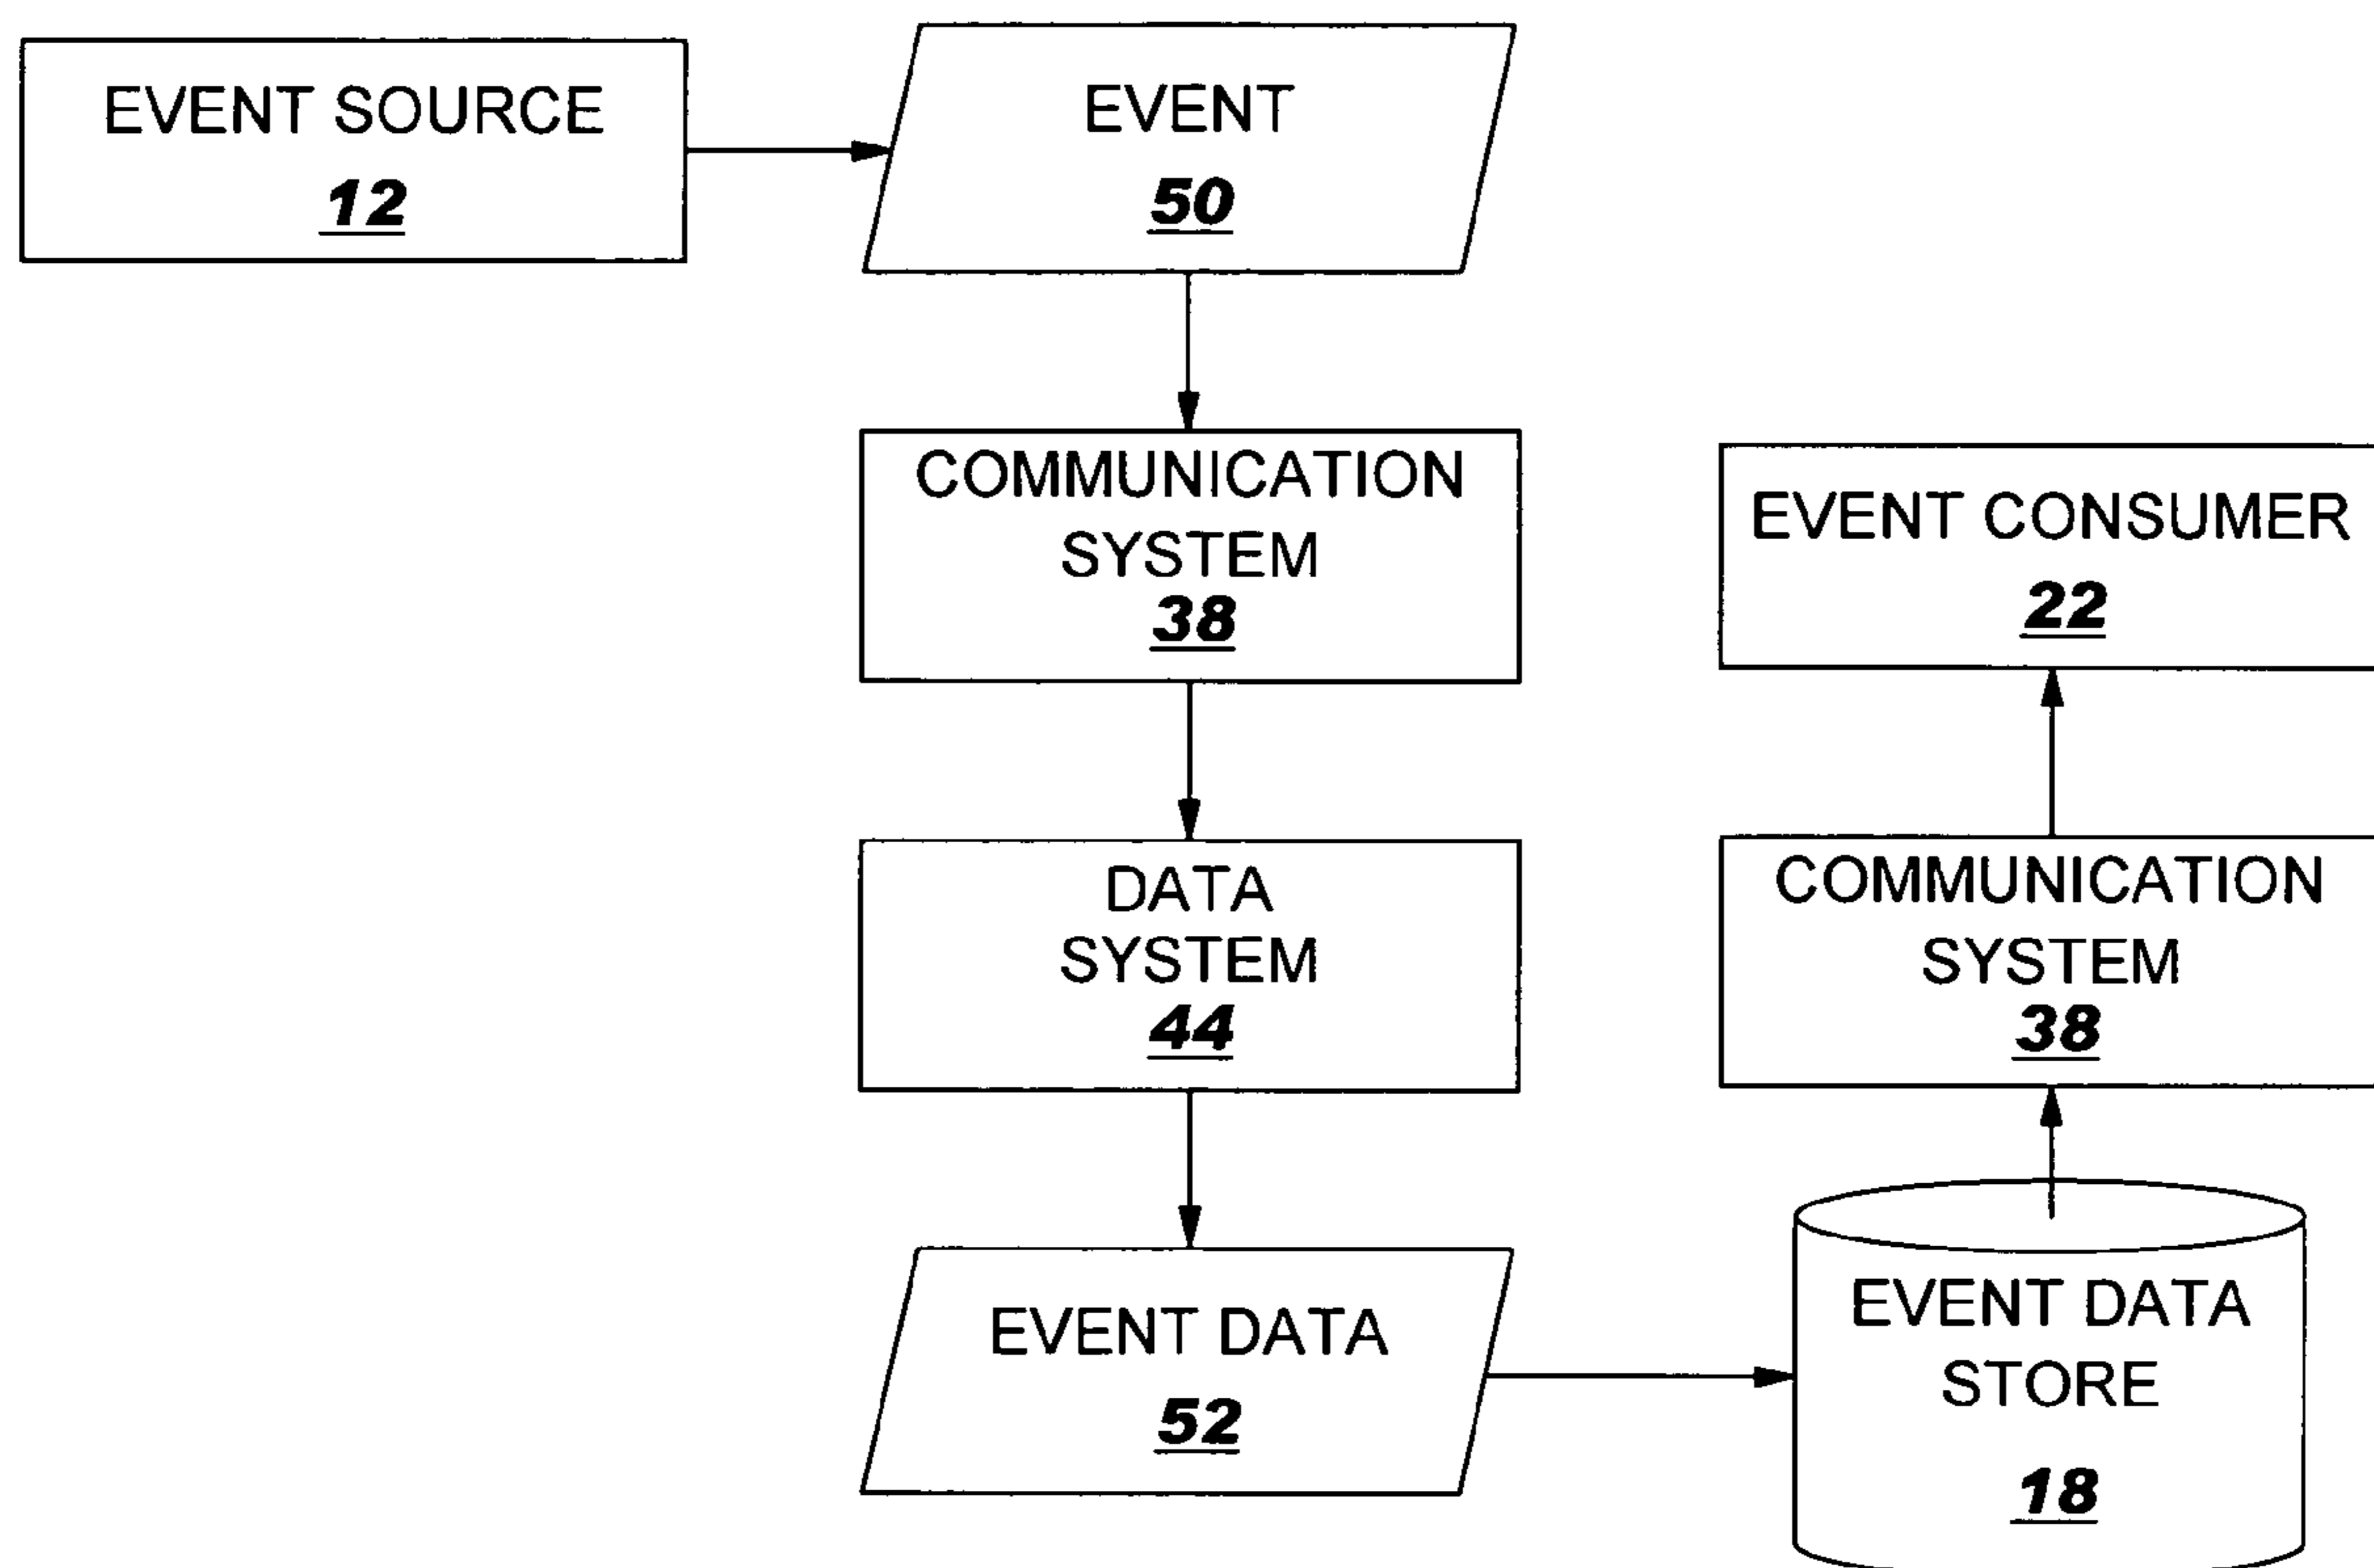 EVENT SOURCE
12
EVENT
50
COMMUNICATION
SYSTEM
38
DATA
SYSTEM
44
EVENT DATA
52
EVENT CONSUMER
22
COMMUNICATION
SYSTEM
38
EVENT DATA
STORE
18